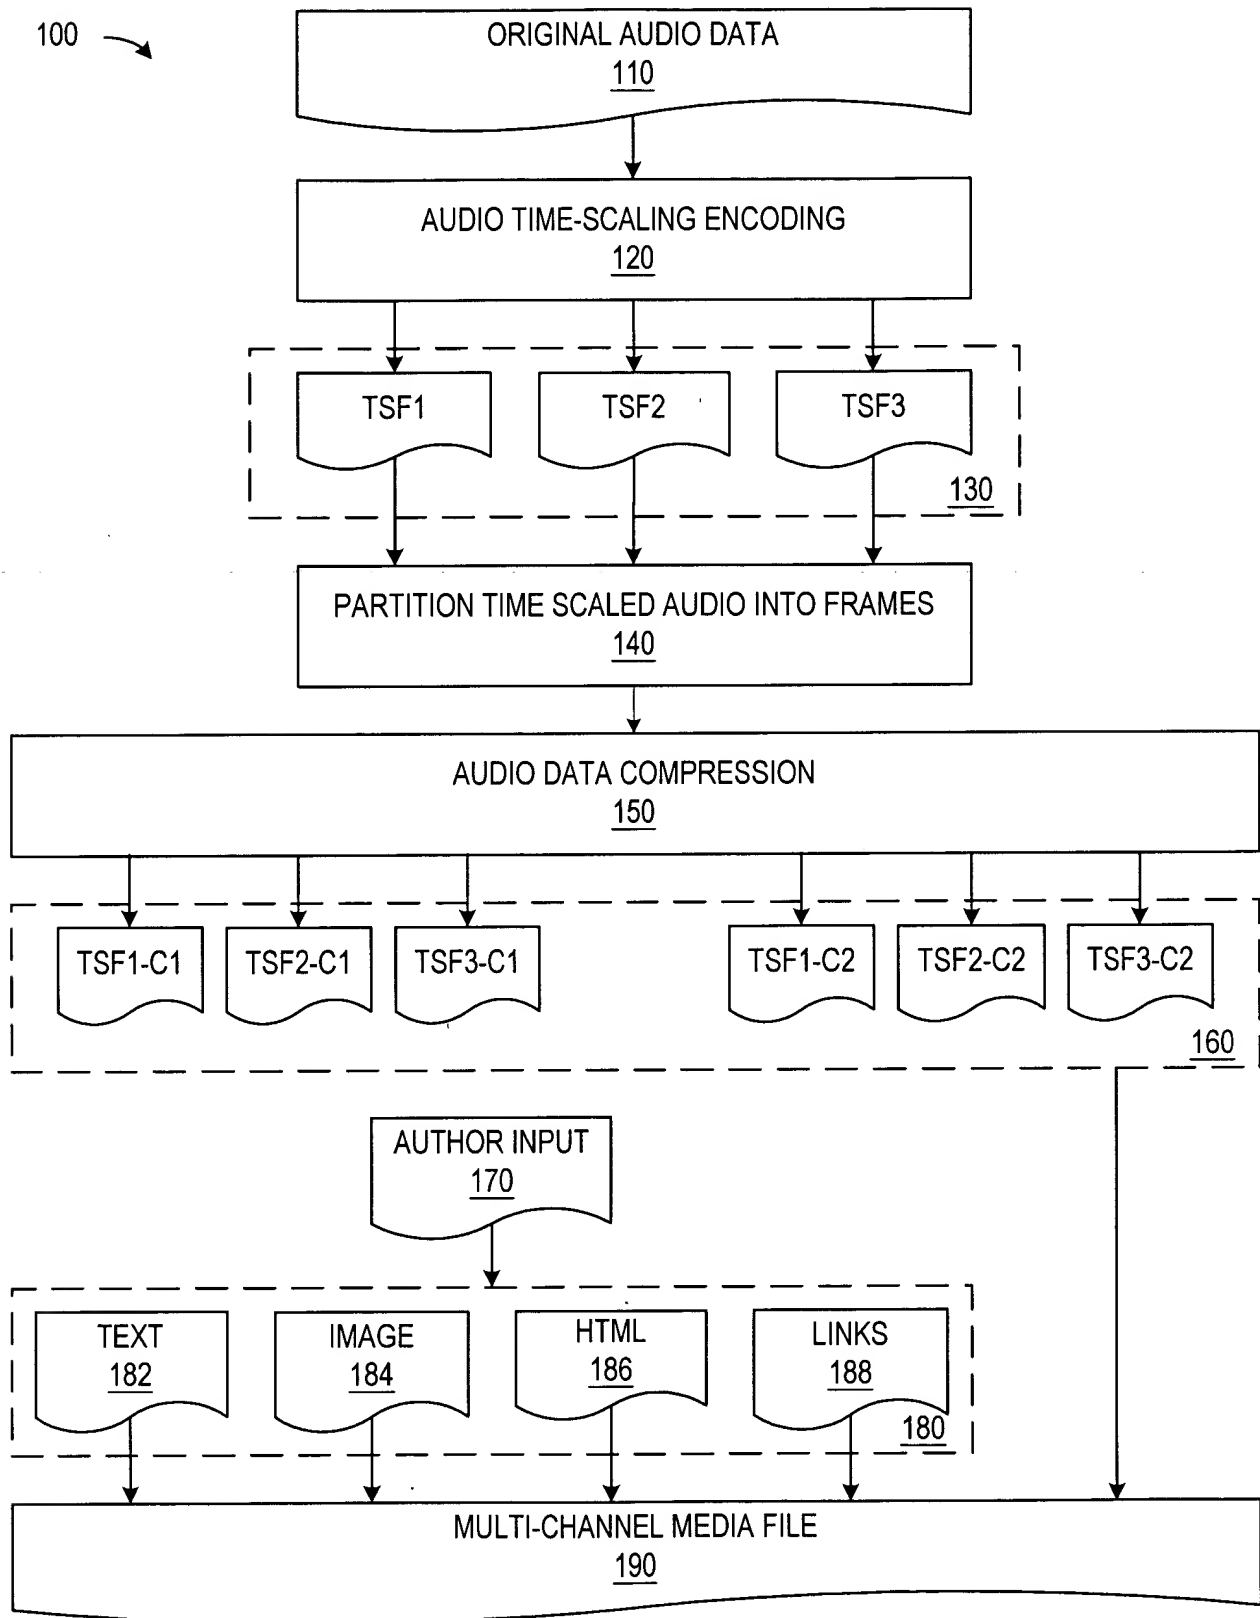 100
ORIGINAL AUDIO DATA
110
AUDIO TIME-SCALING ENCODING
120
TSF1 TSF2 TSF3
130
PARTITION TIME SCALED AUDIO INTO FRAMES
140
AUDIO DATA COMPRESSION
150
TSF1-C1 TSF2-C1 TSF3-C1 TSF1-C2 TSF2-C2 TSF3-C2
160
AUTHOR INPUT
170
TEXT IMAGE HTML LINKS
182 184 186 188
180
MULTI-CHANNEL MEDIA FILE
190